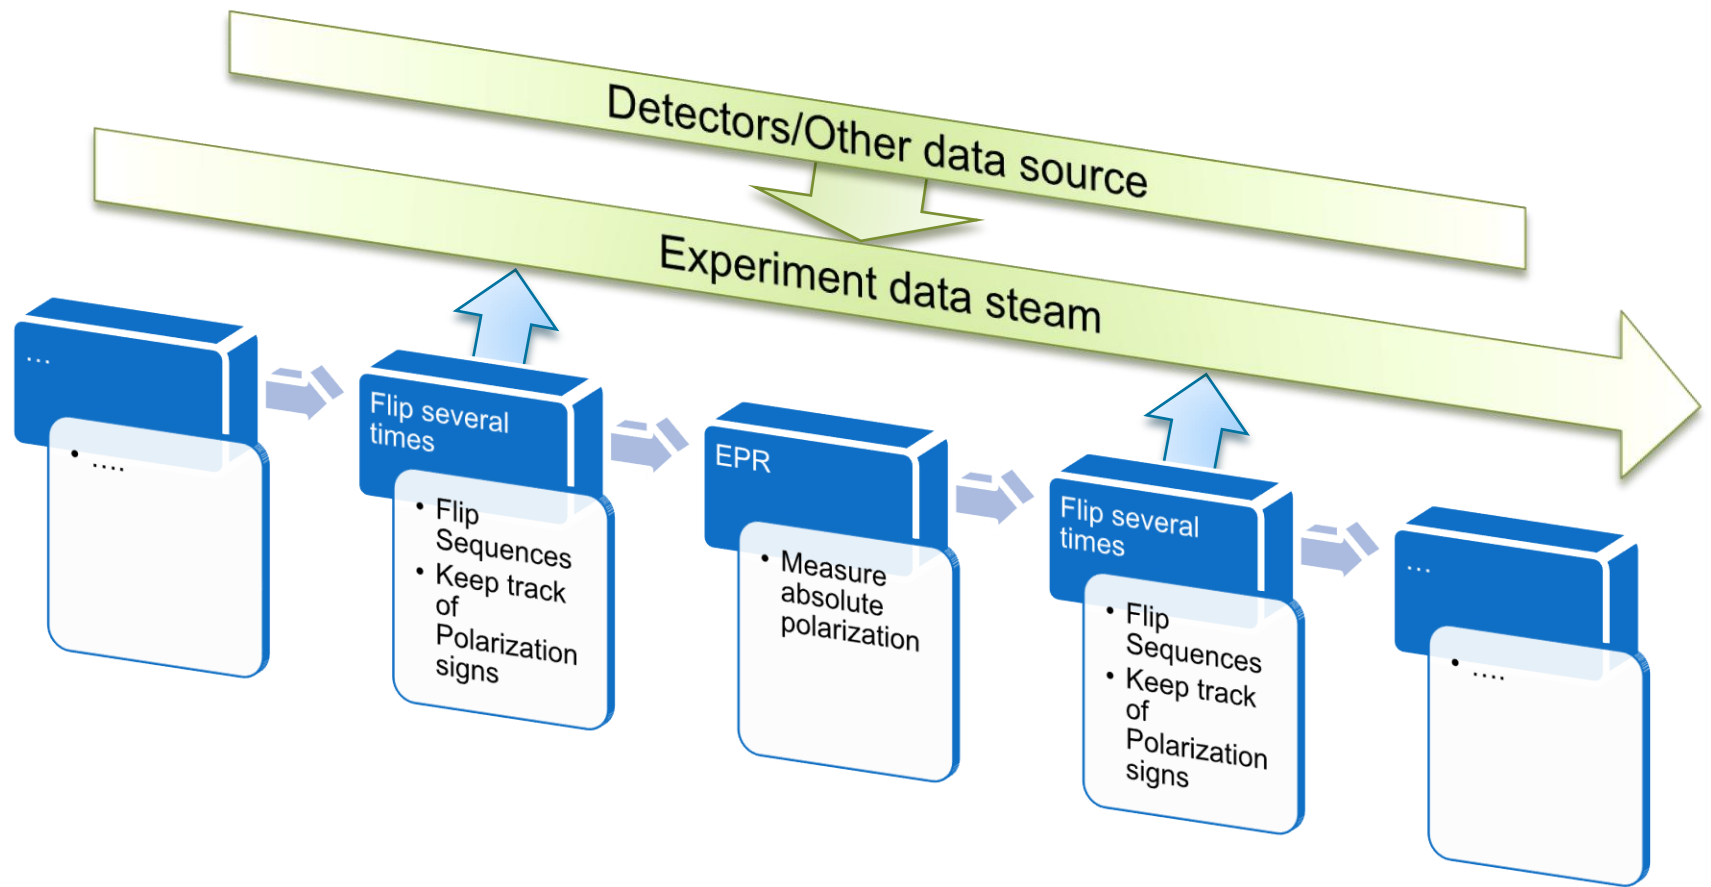 Detectors/Other data source
Experiment data steam
…
• ….
Flip several
times
• Flip
Sequences
• Keep track
of
Polarization
signs
EPR
• Measure
absolute
polarization
Flip several
times
• Flip
Sequences
• Keep track
of
Polarization
signs
…
• ….